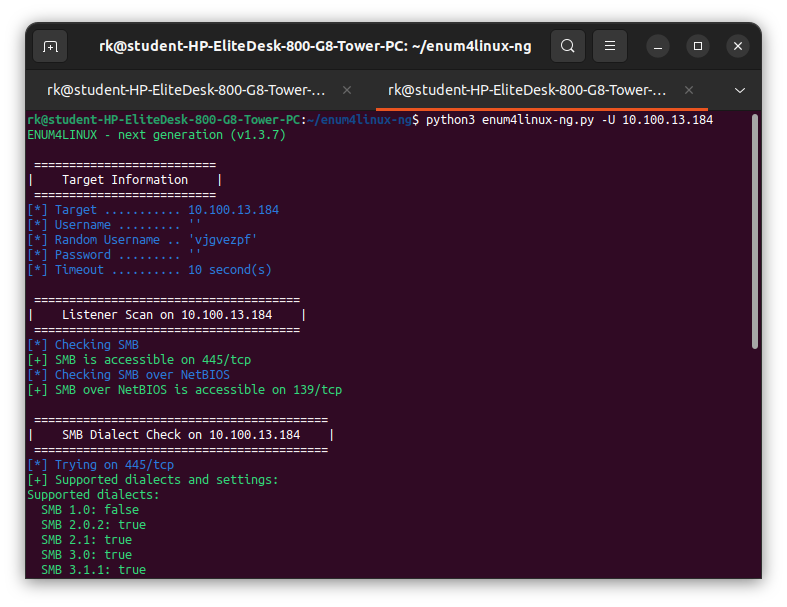 rk@student-HP-EliteDesk-800-G8-Tower-PC: ~/enum4linux-ng
rk@student-HP-EliteDesk-800-G8-Tower-... rk@student-HP-EliteDesk-800-G8-Tower-...
rk@student-HP-EliteDesk-800-G8-Tower-PC:~/enum4linux-ng$ python3 enum4linux-ng.py -U 10.100.13.184
ENUM4LINUX - next generation (v1.3.7)
==========================
|    Target Information    |
==========================
[*] Target ........... 10.100.13.184
[*] Username ......... ''
[*] Random Username .. 'vjgvezpf'
[*] Password ......... ''
[*] Timeout .......... 10 second(s)
======================================
|    Listener Scan on 10.100.13.184    |
======================================
[*] Checking SMB
[+] SMB is accessible on 445/tcp
[*] Checking SMB over NetBIOS
[+] SMB over NetBIOS is accessible on 139/tcp
==========================================
|    SMB Dialect Check on 10.100.13.184    |
==========================================
[*] Trying on 445/tcp
[+] Supported dialects and settings:
Supported dialects:
  SMB 1.0: false
  SMB 2.0.2: true
  SMB 2.1: true
  SMB 3.0: true
  SMB 3.1.1: true